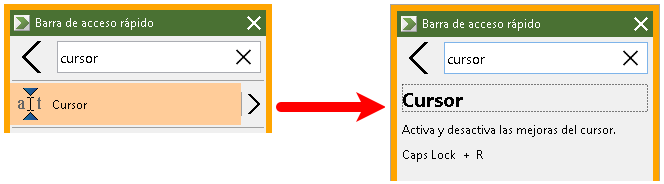 Barra de acceso rápido
cursor
a t
Cursor
Barra de acceso rápido
cursor
Cursor
Activa y desactiva las mejoras del cursor.
Caps Lock + R